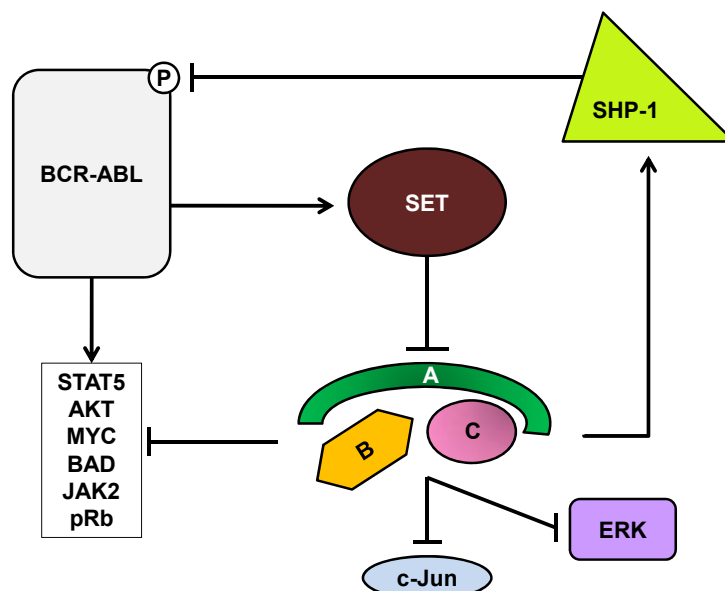 P
SHP-1
BCR-ABL
SET
A
STAT5
AKT
MYC
BAD
JAK2
pRb
B
C
ERK
c-Jun